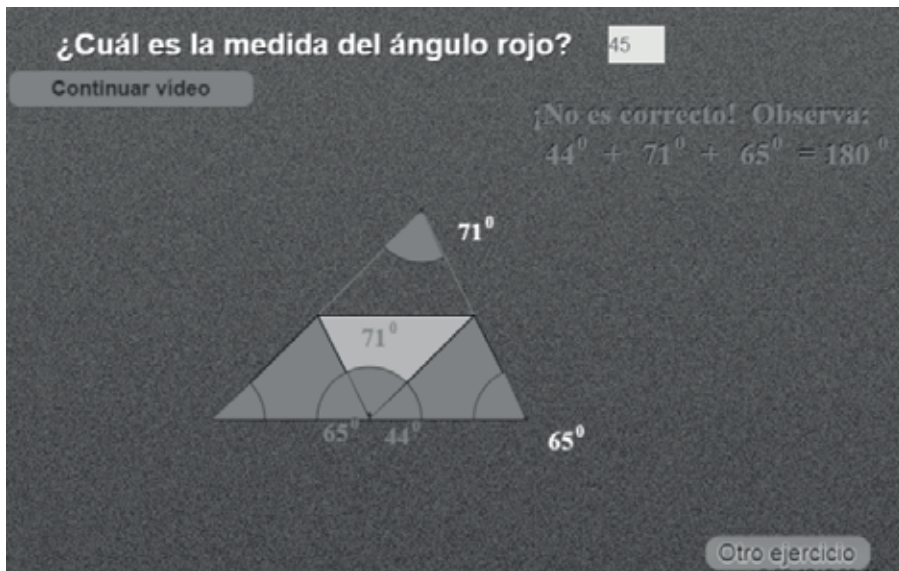 ¿Cuál es la medida del ángulo rojo? 45
Continuar vídeo
¡No es correcto! Observa:
44⁰ + 71⁰ + 65⁰ = 180⁰
71⁰
71⁰
65⁰ 44⁰
65⁰
Otro ejercicio